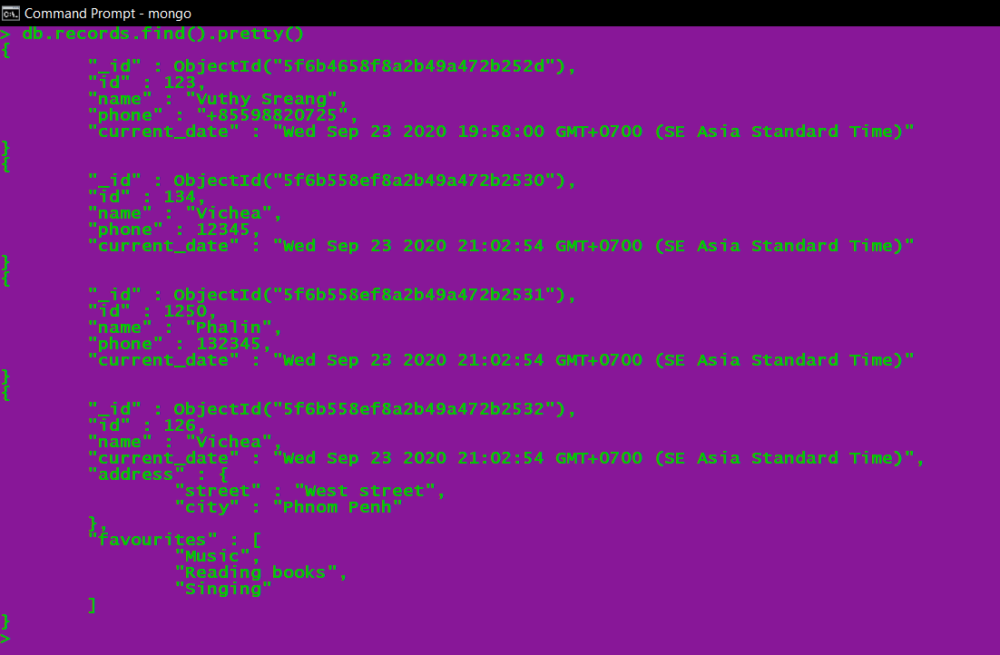 Command Prompt - mongo
> db.records.find().pretty()
{
        "_id" : ObjectId("5f6b4658f8a2b49a472b252d"),
        "id" : 123,
        "name" : "Vuthy Sreang",
        "phone" : "+85598820725",
        "current_date" : "Wed Sep 23 2020 19:58:00 GMT+0700 (SE Asia Standard Time)"
}
{
        "_id" : ObjectId("5f6b558ef8a2b49a472b2530"),
        "id" : 134,
        "name" : "Vichea",
        "phone" : 12345,
        "current_date" : "Wed Sep 23 2020 21:02:54 GMT+0700 (SE Asia Standard Time)"
}
{
        "_id" : ObjectId("5f6b558ef8a2b49a472b2531"),
        "id" : 1250,
        "name" : "Phalin",
        "phone" : 132345,
        "current_date" : "Wed Sep 23 2020 21:02:54 GMT+0700 (SE Asia Standard Time)"
}
{
        "_id" : ObjectId("5f6b558ef8a2b49a472b2532"),
        "id" : 126,
        "name" : "Vichea",
        "current_date" : "Wed Sep 23 2020 21:02:54 GMT+0700 (SE Asia Standard Time)",
        "address" : {
                "street" : "West street",
                "city" : "Phnom Penh"
        },
        "favourites" : [
                "Music",
                "Reading books",
                "Singing"
        ]
}
>